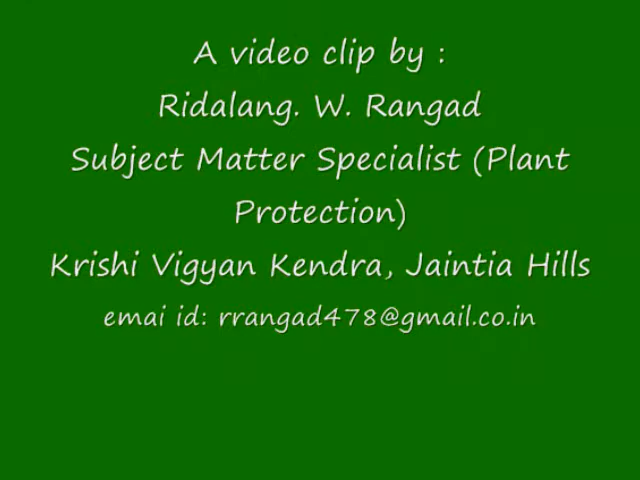 A video clip by :
Ridalang. W. Rangad
Subject Matter Specialist (Plant
Protection)
Krishi Vigyan Kendra, Jaintia Hills
emai id: rrangad478@gmail.co.in